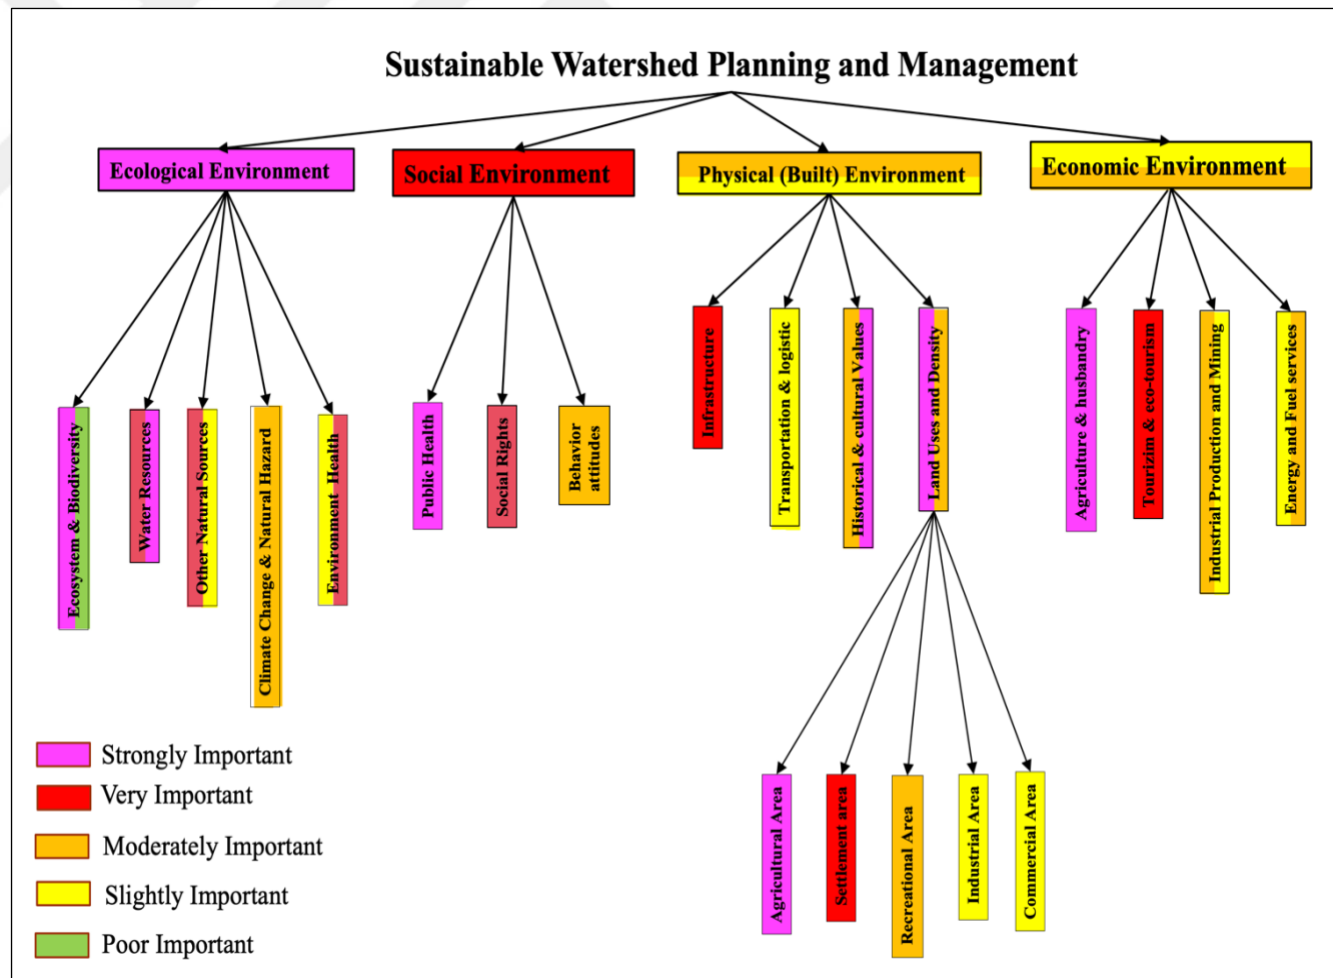 Sustainable Watershed Planning and Management
Ecological Environment
Social Environment
Physical (Built) Environment
Economic Environment
Ecosystem & Biodiversity
Water Resources
Other Natural Sources
Climate Change & Natural Hazard
Environment Health
Public Health
Social Rights
Behavior
atitudes
Infrastructure
Transportation & logistic
Historical & cultural Values
Land Uses and Density
Agriculture & husbandry
Tourizim & eco-tourism
Industrial Production and Mining
Energy and Fuel services
Agricultural Area
Settlement area
Recreational Area
Industrial Area
Commercial Area
Strongly Important
Very Important
Moderately Important
Slightly Important
Poor Important